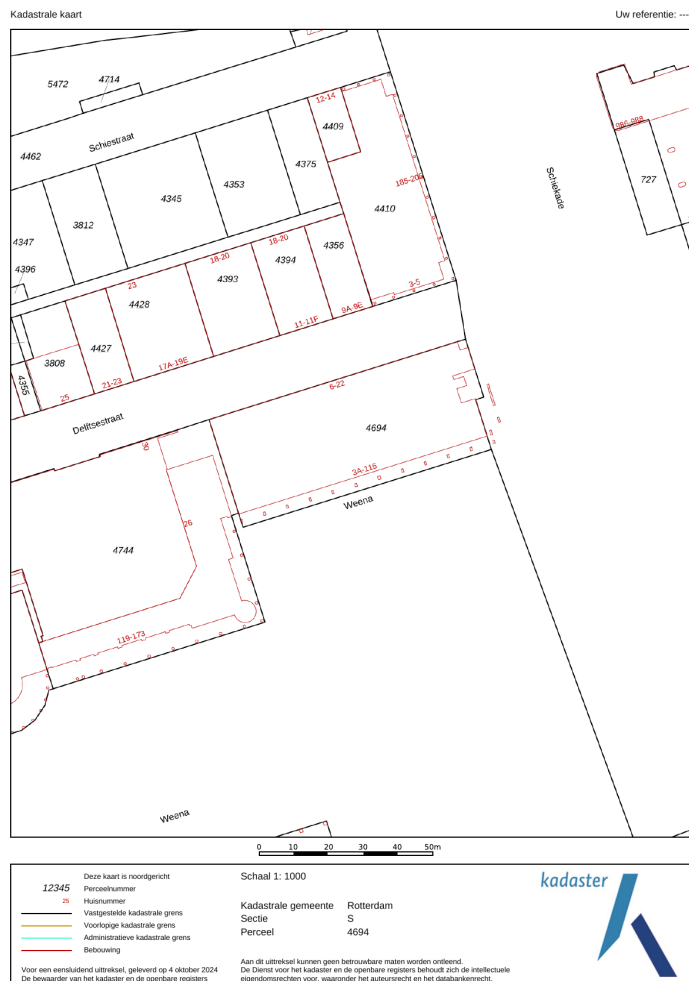 Kadastrale kaart
Uw referentie: ---
5472
4714
12-14
986-988
Schiestraat
4409
4462
4375
185-205
727
4353
4345
Schiekade
4410
3812
4347
18-20
18-20
4356
4396
4394
4393
23
3-5
4428
9A-9E
11-11F
4427
3808
17A-19E
4355
21-23
6-22
25
Delftsestraat
4694
30
3A-116
Weena
26
4744
119-173
Weena
0 10 20 30 40 50m
Deze kaart is noordgericht
12345 Perceelnummer
25 Huisnummer
Vastgestelde kadastrale grens
Voorlopige kadastrale grens
Administratieve kadastrale grens
Bebouwing
Voor een eensluidend uittreksel, geleverd op 4 oktober 2024
De bewaarder van het kadaster en de openbare registers
Schaal 1: 1000
Kadastrale gemeente Rotterdam
Sectie S
Perceel 4694
Aan dit uittreksel kunnen geen betrouwbare maten worden ontleend.
De Dienst voor het kadaster en de openbare registers behoudt zich de intellectuele
eigendomsrechten voor, waaronder het auteursrecht en het databankenrecht.
kadaster